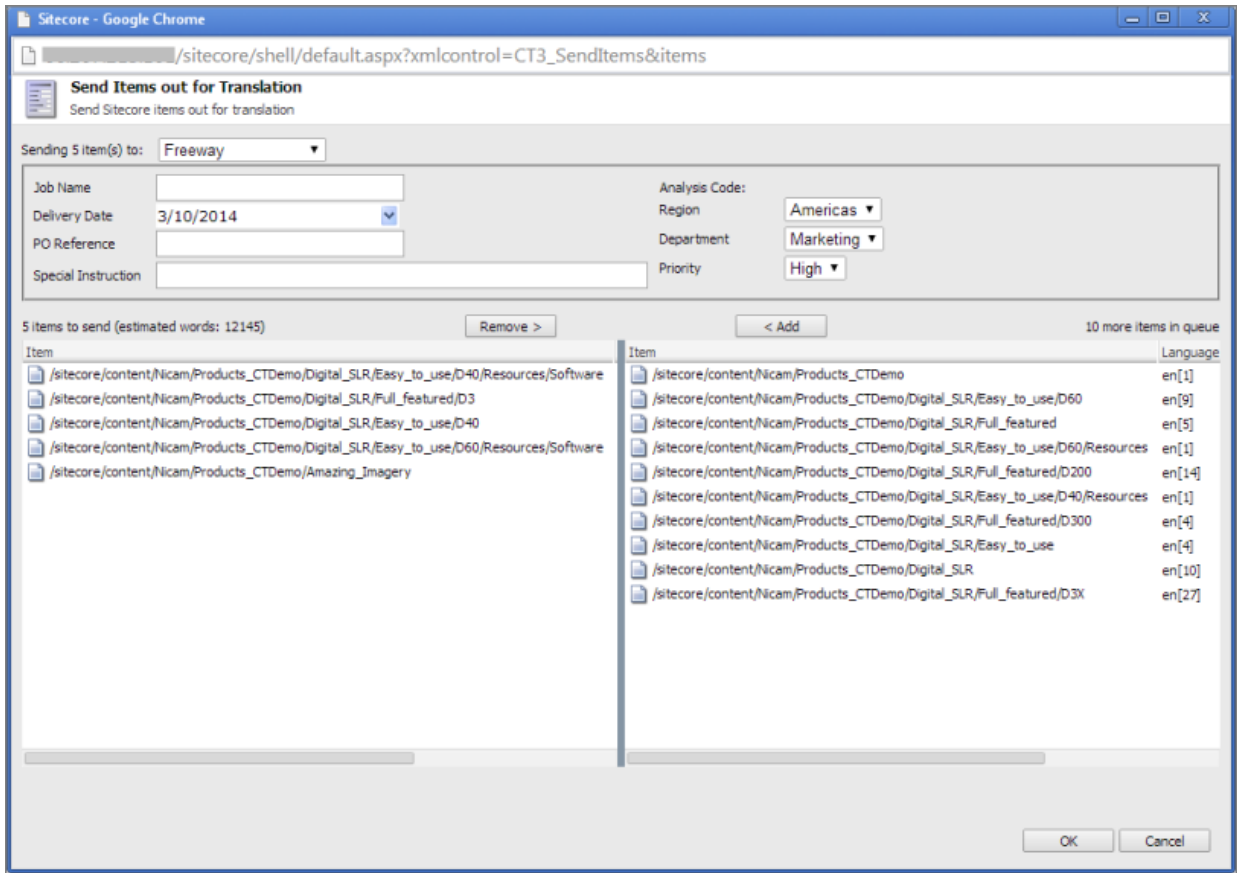 Sitecore - Google Chrome
/sitecore/shell/default.aspx?xmlcontrol=CT3_SendItems&items
Send Items out for Translation
Send Sitecore items out for translation
Sending 5 item(s) to: Freeway
Job Name
Delivery Date 3/10/2014
PO Reference
Special Instruction
Analysis Code:
Region Americas
Department Marketing
Priority High
5 items to send (estimated words: 12145) Remove > < Add 10 more items in queue
Item
/sitecore/content/Nicam/Products_CTDemo/Digital_SLR/Easy_to_use/D40/Resources/Software
/sitecore/content/Nicam/Products_CTDemo/Digital_SLR/Full_featured/D3
/sitecore/content/Nicam/Products_CTDemo/Digital_SLR/Easy_to_use/D40
/sitecore/content/Nicam/Products_CTDemo/Digital_SLR/Easy_to_use/D60/Resources/Software
/sitecore/content/Nicam/Products_CTDemo/Amazing_Imagery
Item Language
/sitecore/content/Nicam/Products_CTDemo en[1]
/sitecore/content/Nicam/Products_CTDemo/Digital_SLR/Easy_to_use/D60 en[9]
/sitecore/content/Nicam/Products_CTDemo/Digital_SLR/Full_featured en[5]
/sitecore/content/Nicam/Products_CTDemo/Digital_SLR/Easy_to_use/D60/Resources en[1]
/sitecore/content/Nicam/Products_CTDemo/Digital_SLR/Full_featured/D200 en[14]
/sitecore/content/Nicam/Products_CTDemo/Digital_SLR/Easy_to_use/D40/Resources en[1]
/sitecore/content/Nicam/Products_CTDemo/Digital_SLR/Full_featured/D300 en[4]
/sitecore/content/Nicam/Products_CTDemo/Digital_SLR/Easy_to_use en[4]
/sitecore/content/Nicam/Products_CTDemo/Digital_SLR en[10]
/sitecore/content/Nicam/Products_CTDemo/Digital_SLR/Full_featured/D3X en[27]
OK Cancel